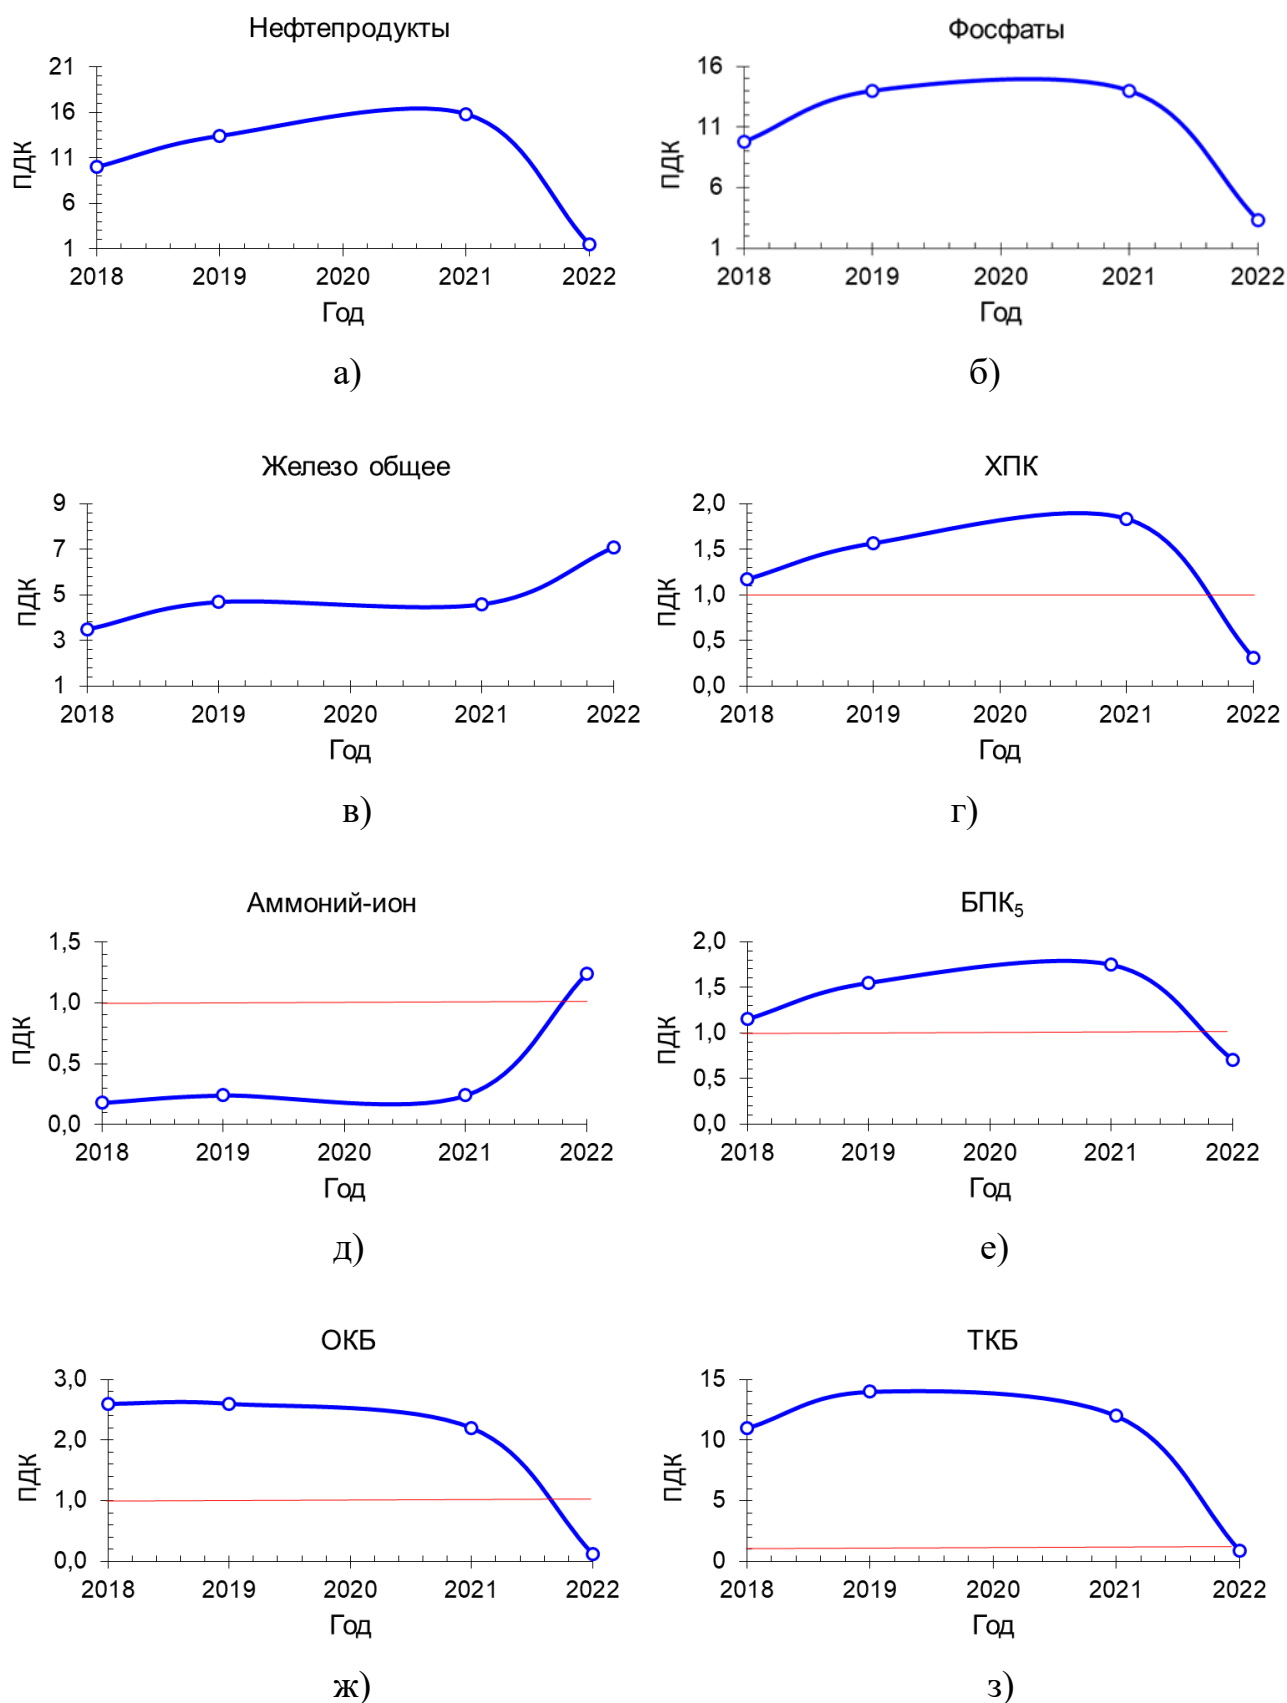 Нефтепродукты
21
16
11
6
1
ПДК
2018 2019 2020 2021 2022
Год
а)
Фосфаты
16
11
6
1
ПДК
2018 2019 2020 2021 2022
Год
б)
Железо общее
9
7
5
3
1
ПДК
2018 2019 2020 2021 2022
Год
в)
ХПК
2,0
1,5
1,0
0,5
0,0
ПДК
2018 2019 2020 2021 2022
Год
г)
Аммоний-ион
1,5
1,0
0,5
0,0
ПДК
2018 2019 2020 2021 2022
Год
д)
БПК₅
2,0
1,5
1,0
0,5
0,0
ПДК
2018 2019 2020 2021 2022
Год
е)
ОКБ
3,0
2,0
1,0
0,0
ПДК
2018 2019 2020 2021 2022
Год
ж)
ТКБ
15
10
5
0
ПДК
2018 2019 2020 2021 2022
Год
з)